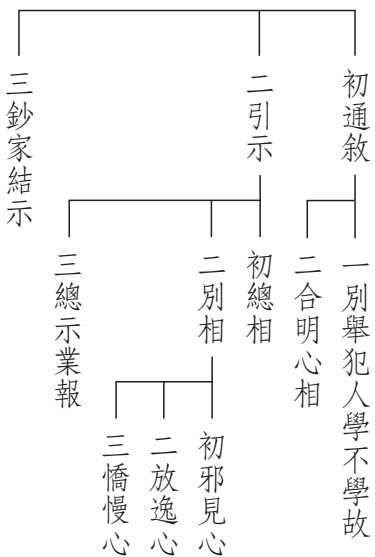 初通敘
一別舉犯人學不學故
二合明心相
二引示
初總相
二別相
初邪見心
二放逸心
三憍慢心
三總示業報
三鈔家結示